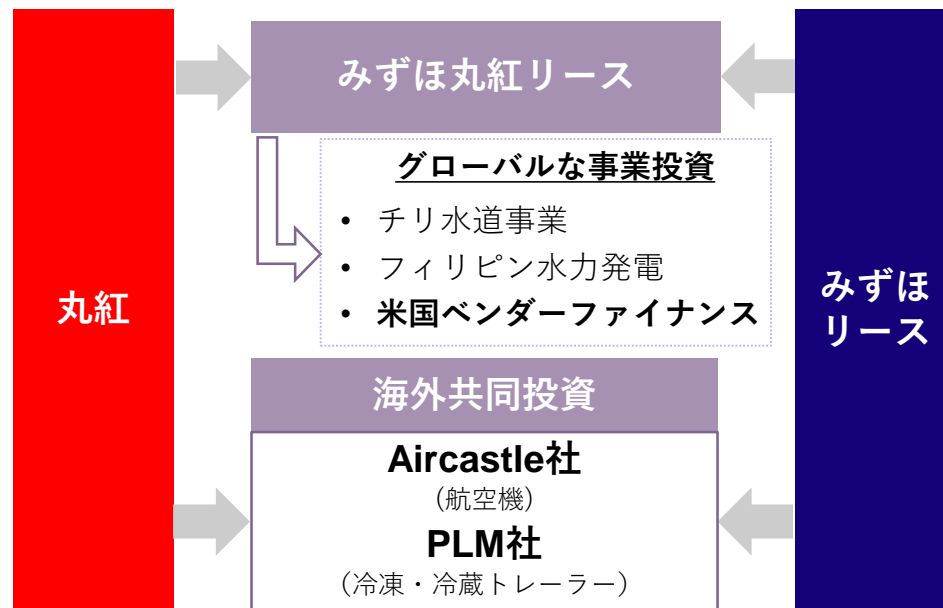 みずほ丸紅リース
グローバルな事業投資
• チリ水道事業
• フィリピン水力発電
• 米国ベンダーファイナンス
丸紅
みずほ
リース
海外共同投資
Aircastle社
(航空機)
PLM社
(冷凍・冷蔵トレーラー)